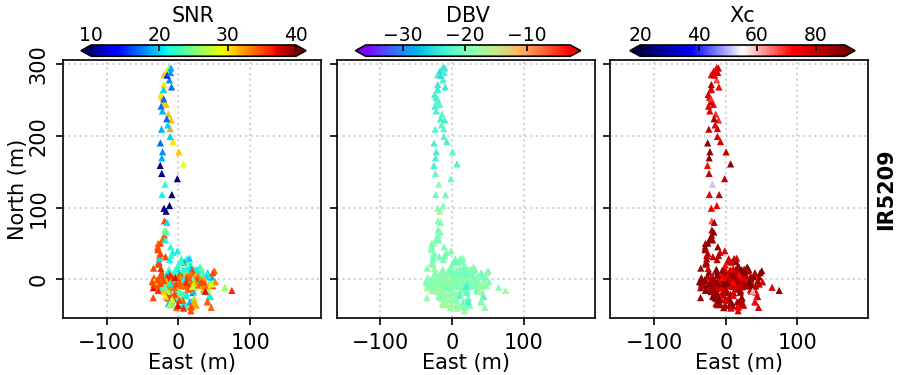 SNR DBV Xc
10 20 30 40 −30 −20 −10 20 40 60 80
300
200
100
0
North (m)
IR5209
−100 0 100 −100 0 100 −100 0 100
East (m) East (m) East (m)